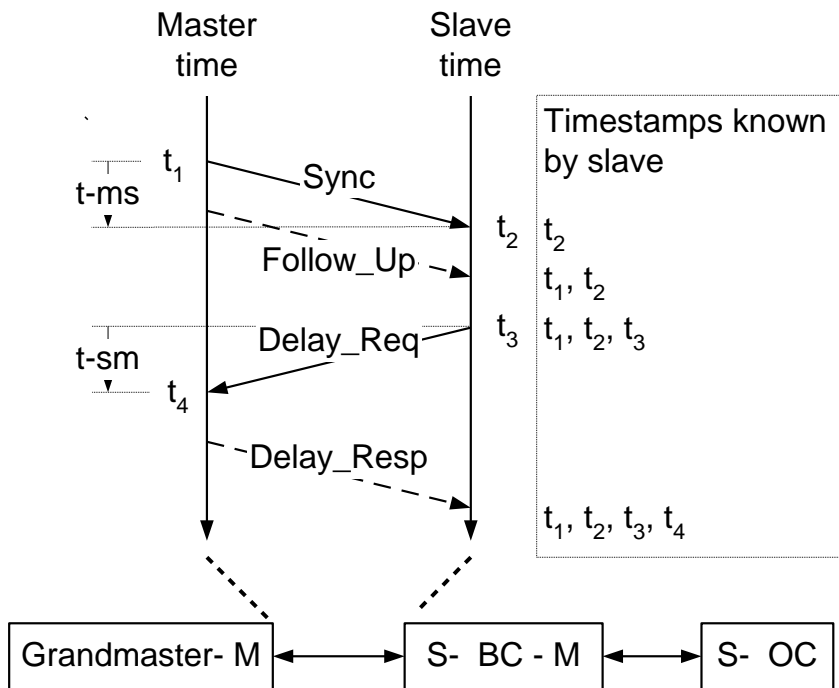 Master
time
Slave
time
Timestamps known
by slave
t1
t-ms
Sync
t2
t2
Follow_Up
t1, t2
t3
t1, t2, t3
Delay_Req
t-sm
t4
Delay_Resp
t1, t2, t3, t4
Grandmaster- M
S- BC - M
S- OC